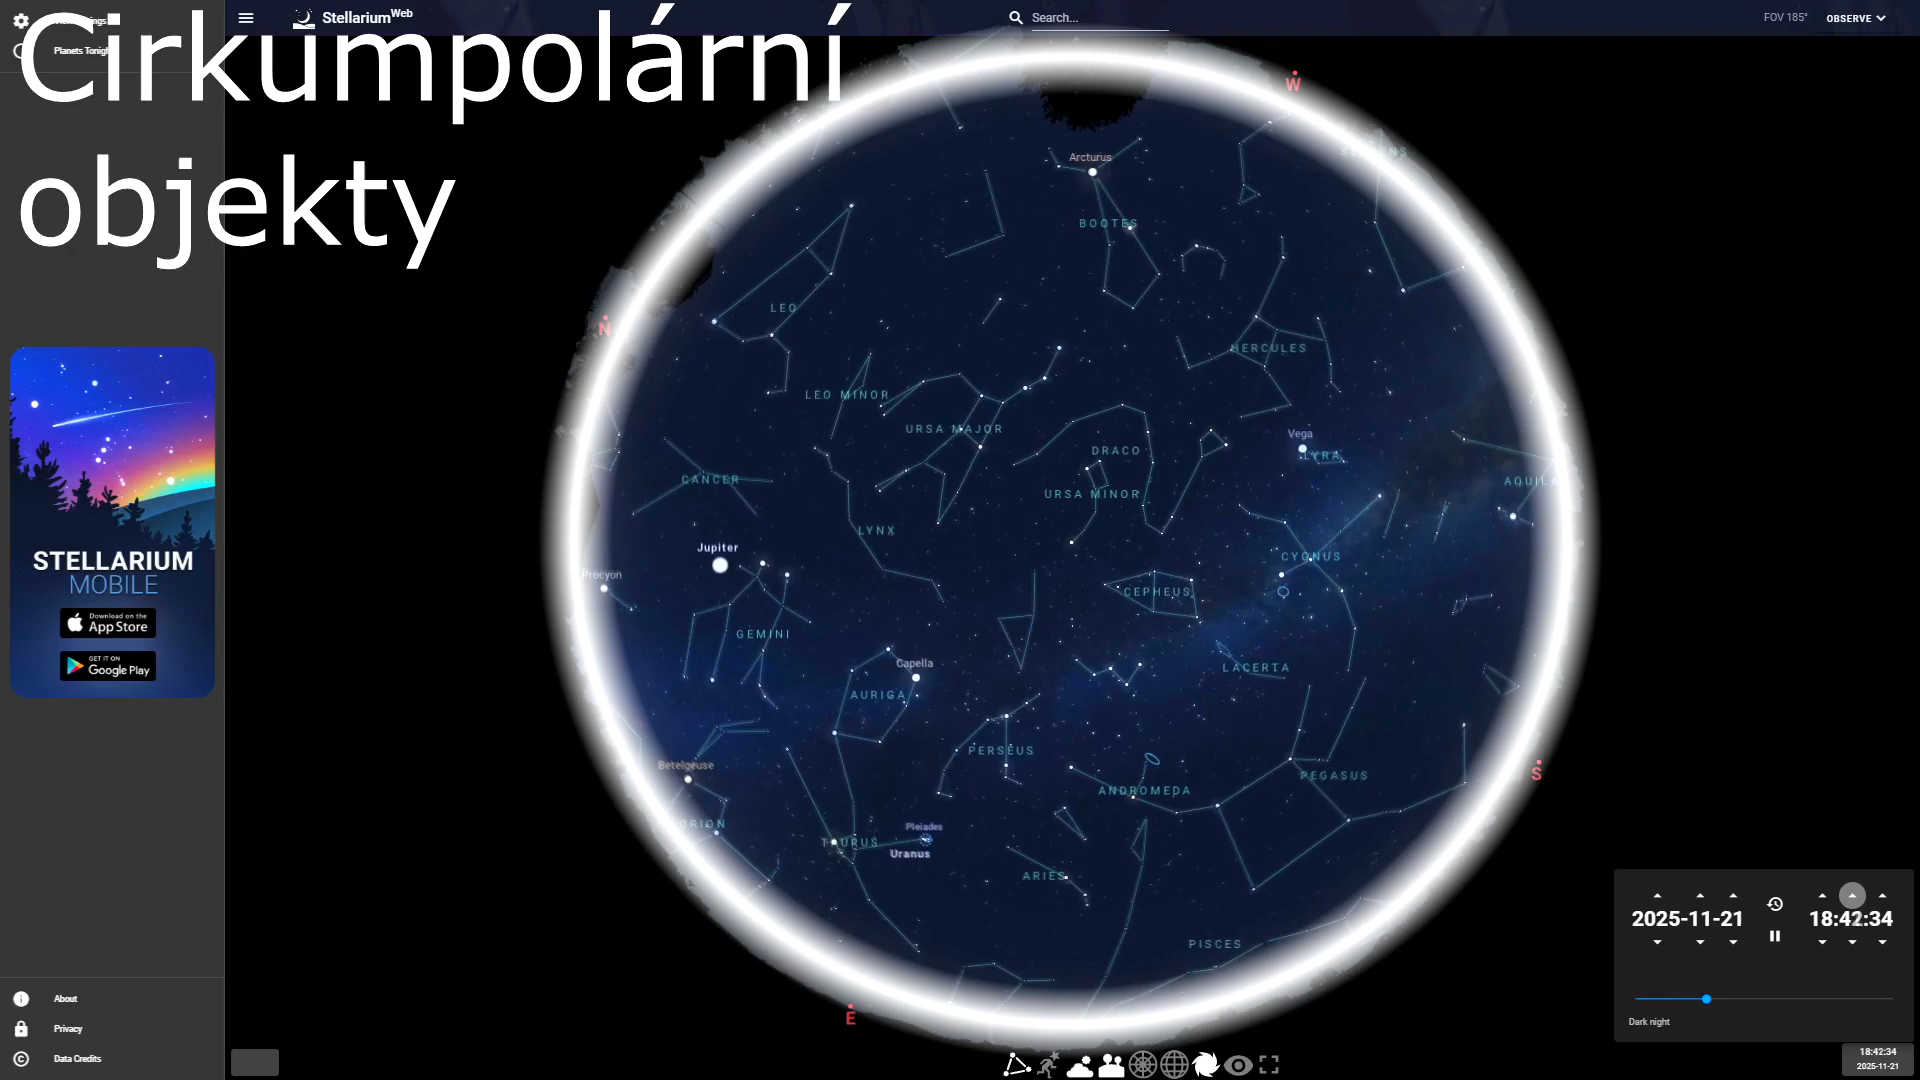 Cirkumpolární
objekty
StellariumWeb
Search...
FOV 185°
OBSERVE
Planets Tonight
W
N
S
E
Arcturus
BOOTES
LEO
HERCULES
LEO MINOR
URSA MAJOR
DRACO
Vega
LYRA
CANCER
URSA MINOR
AQUILA
LYNX
Jupiter
CYGNUS
Procyon
CEPHEUS
GEMINI
Capella
LACERTA
AURIGA
PERSEUS
Betelgeuse
PEGASUS
ANDROMEDA
ORION
Pleiades
TAURUS
Uranus
ARIES
PISCES
STELLARIUM
MOBILE
Download on the
App Store
GET IT ON
Google Play
About
Privacy
Data Credits
2025-11-21
18:42:34
Dark night
18:42:34
2025-11-21